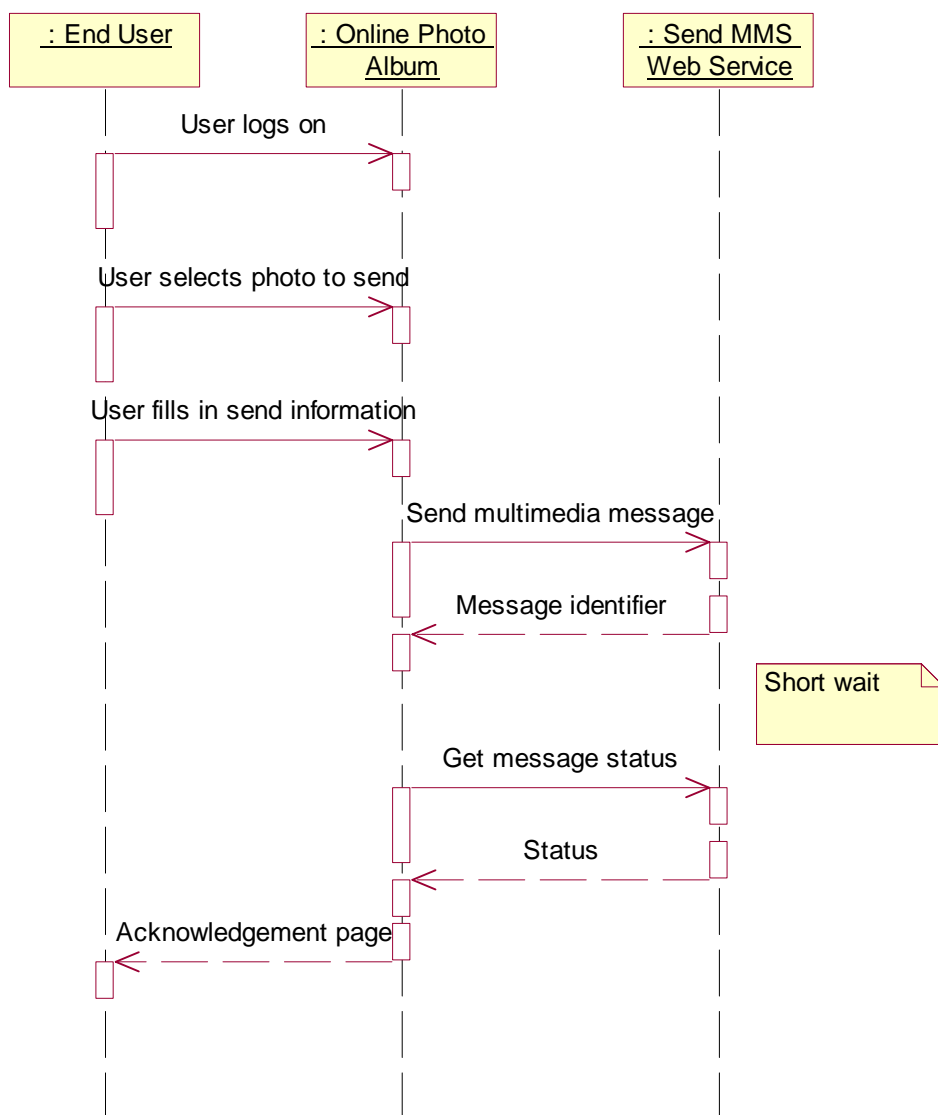 : End User
: Online Photo
Album
: Send MMS
Web Service
User logs on
User selects photo to send
User fills in send information
Send multimedia message
Message identifier
Short wait
Get message status
Status
Acknowledgement page